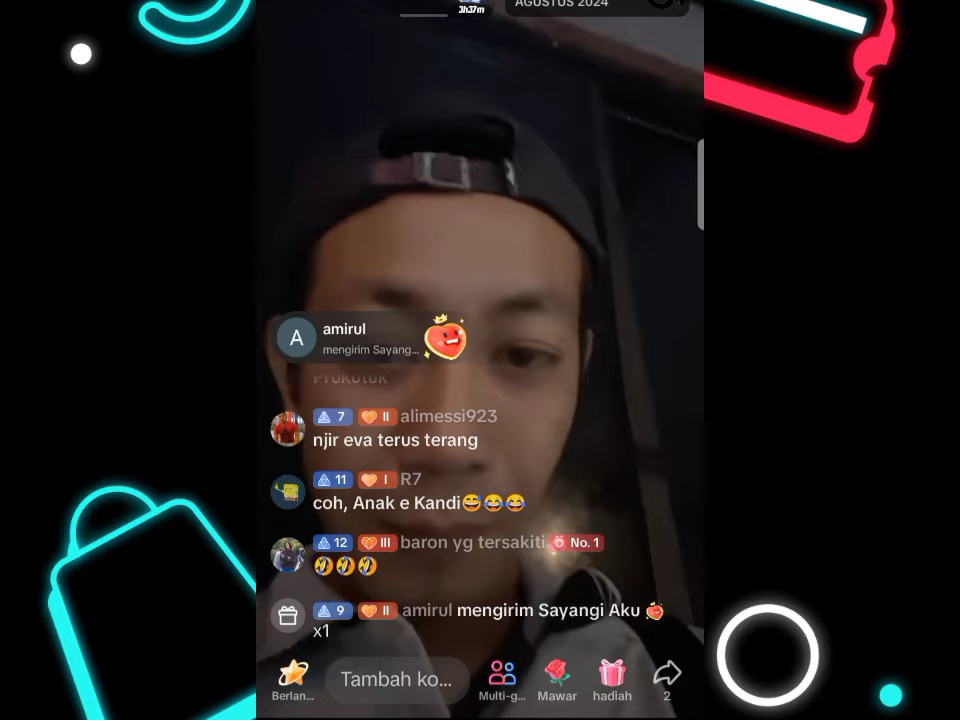 3h37m
AGUSTUS 2024
A
amirul
mengirim Sayang...
Prokutuk
7 II alimessi923
njir eva terus terang
11 I R7
coh, Anak e Kandi😅😂😂
12 III baron yg tersakiti. No. 1
🤣🤣🤣
9 II amirul mengirim Sayangi Aku
x1
Tambah ko...
Berlan...
Multi-g...
Mawar
hadiah
2